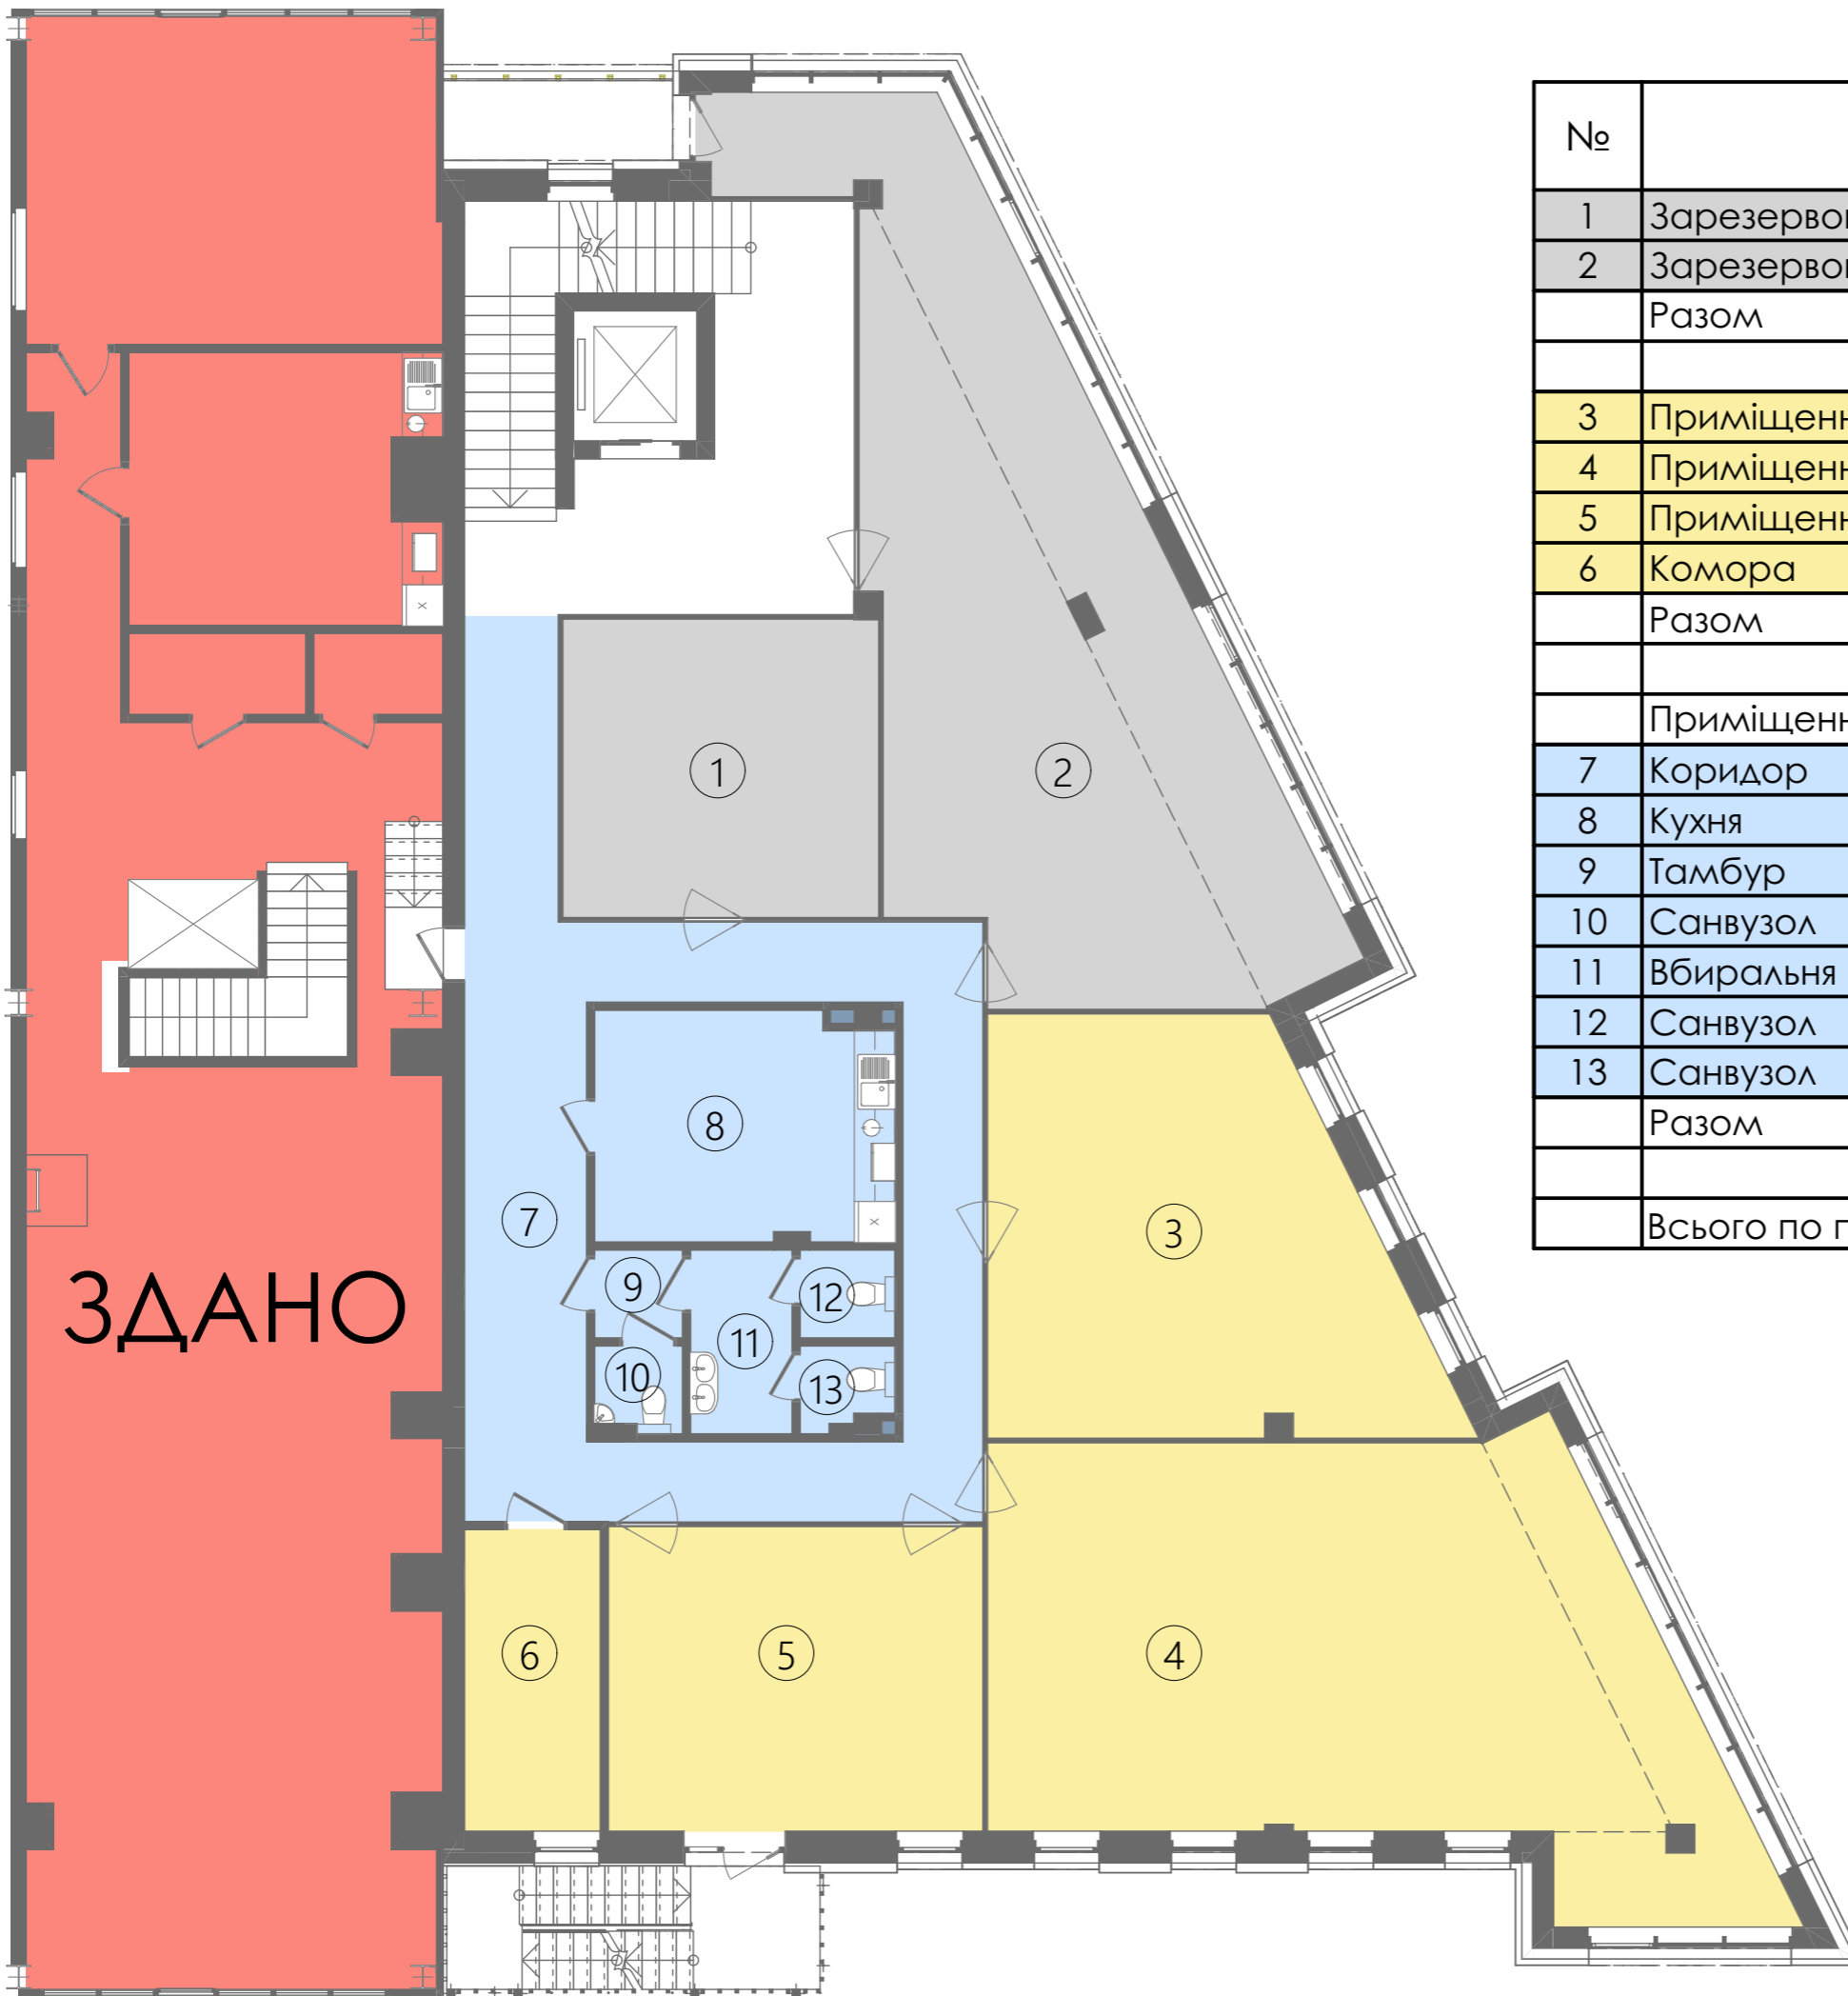 №
1 Зарезервов
2 Зарезервов
Разом
3 Приміщенн
4 Приміщенн
5 Приміщенн
6 Комора
Разом
Приміщенн
7 Коридор
8 Кухня
9 Тамбур
10 Санвузол
11 Вбиральня
12 Санвузол
13 Санвузол
Разом
Всього по п
1
2
3
4
5
6
7
8
9
10
11
12
13
X
X
ЗДАНО